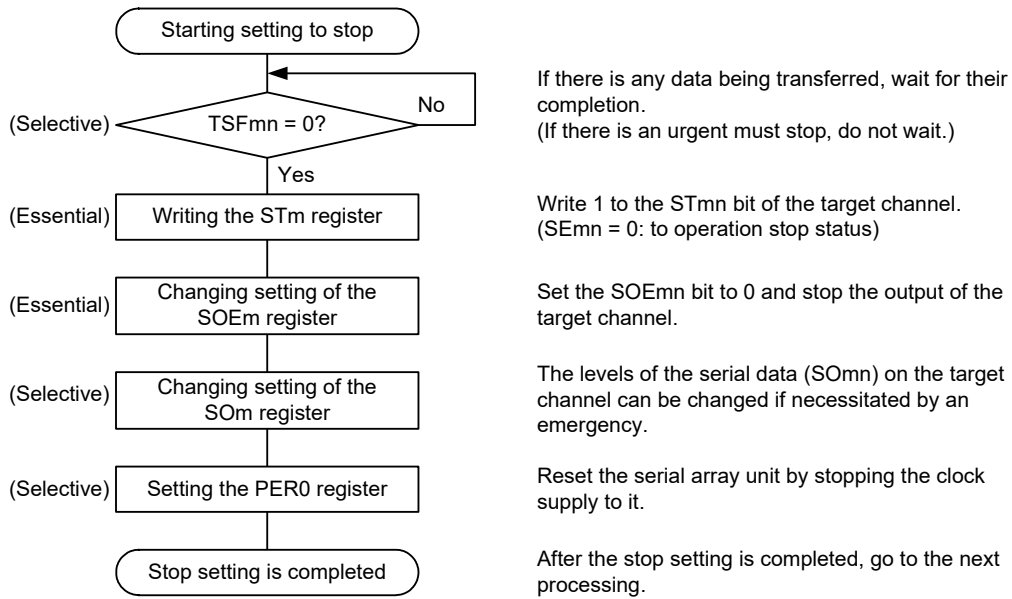 Starting setting to stop
If there is any data being transferred, wait for their
completion.
(If there is an urgent must stop, do not wait.)
No
(Selective)
TSFmn = 0?
Yes
(Essential)
Writing the STm register
Write 1 to the STmn bit of the target channel.
(SEmn = 0: to operation stop status)
(Essential)
Changing setting of the
SOEm register
Set the SOEmn bit to 0 and stop the output of the
target channel.
(Selective)
Changing setting of the
SOm register
The levels of the serial data (SOmn) on the target
channel can be changed if necessitated by an
emergency.
(Selective)
Setting the PER0 register
Reset the serial array unit by stopping the clock
supply to it.
Stop setting is completed
After the stop setting is completed, go to the next
processing.